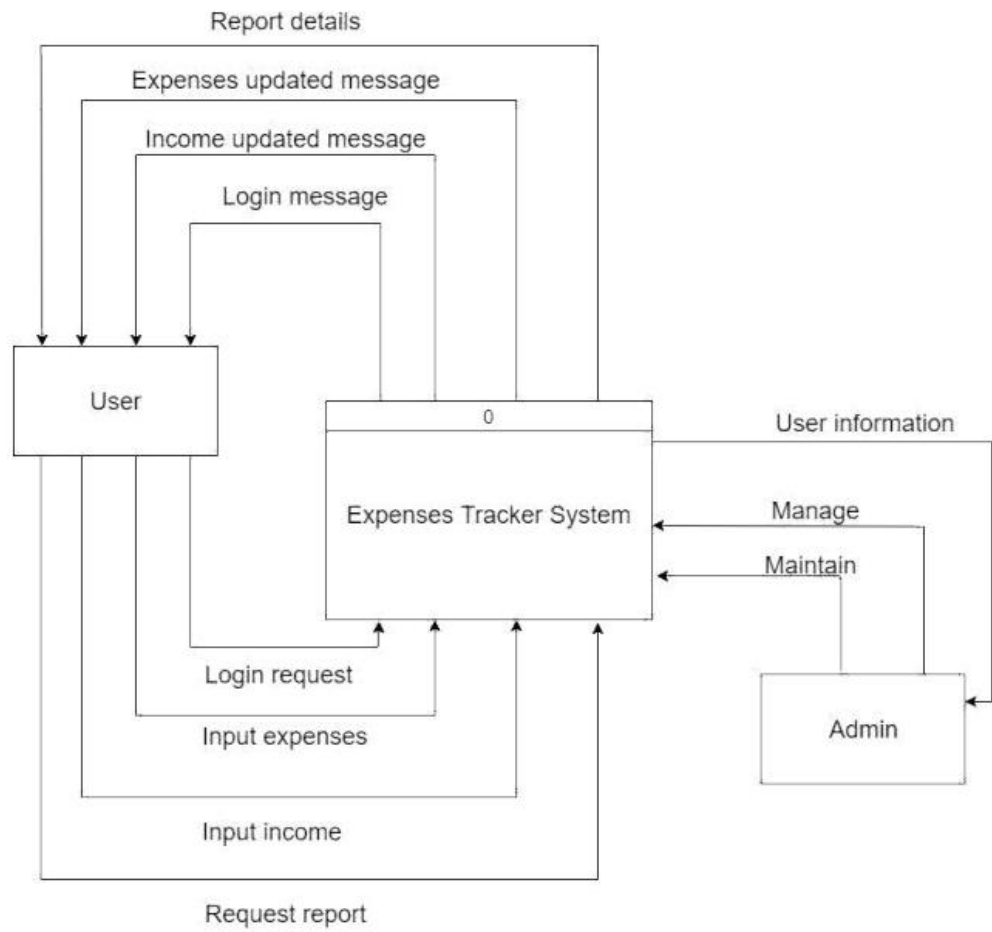 Report details
Expenses updated message
Income updated message
Login message
User
0
User information
Expenses Tracker System
Manage
Maintain
Login request
Admin
Input expenses
Input income
Request report